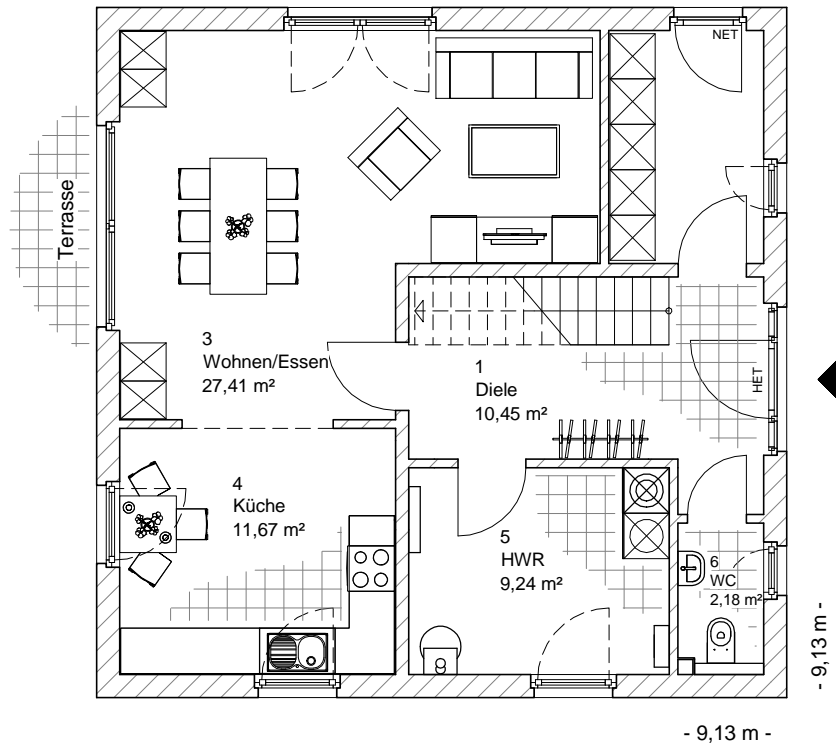 NET
Terrasse
3
Wohnen/Essen
27,41 m²
1
Diele
10,45 m²
HET
4
Küche
11,67 m²
5
HWR
9,24 m²
6
WC
2,18 m²
- 9,13 m -
- 9,13 m -